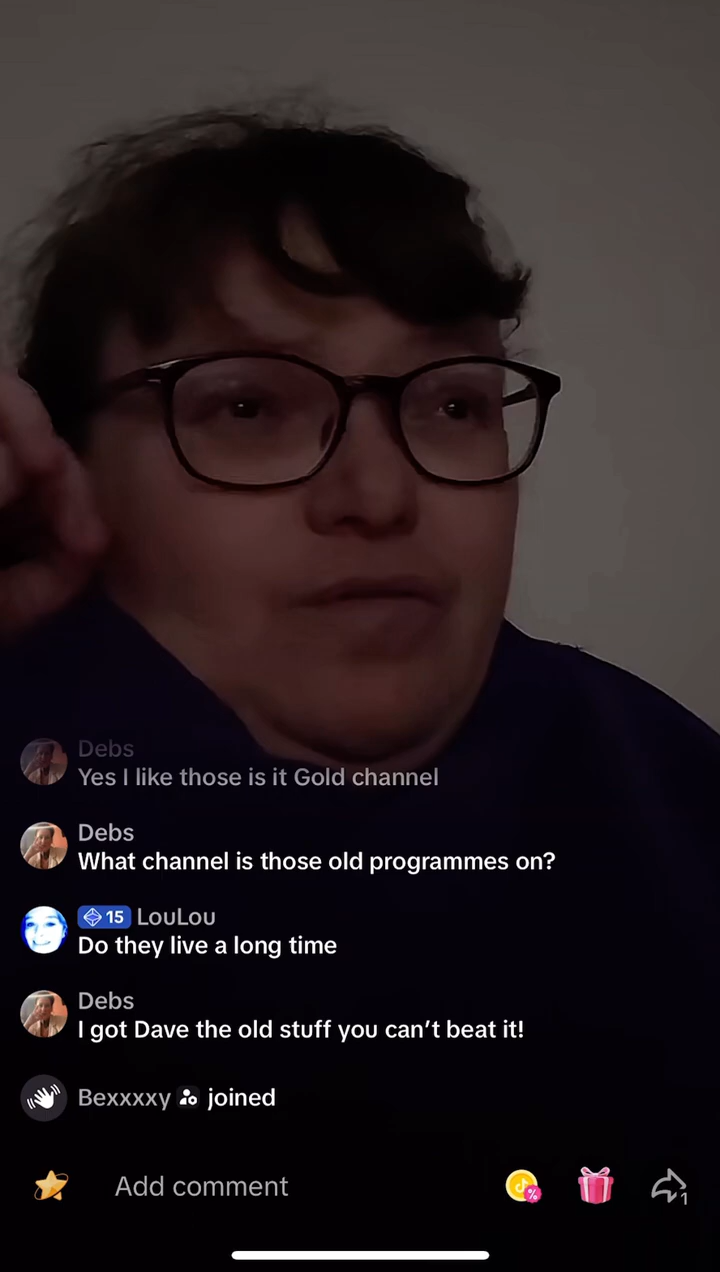 Debs
Yes I like those is it Gold channel
Debs
What channel is those old programmes on?
15 LouLou
Do they live a long time
Debs
I got Dave the old stuff you can't beat it!
Bexxxxy joined
Add comment
%
1